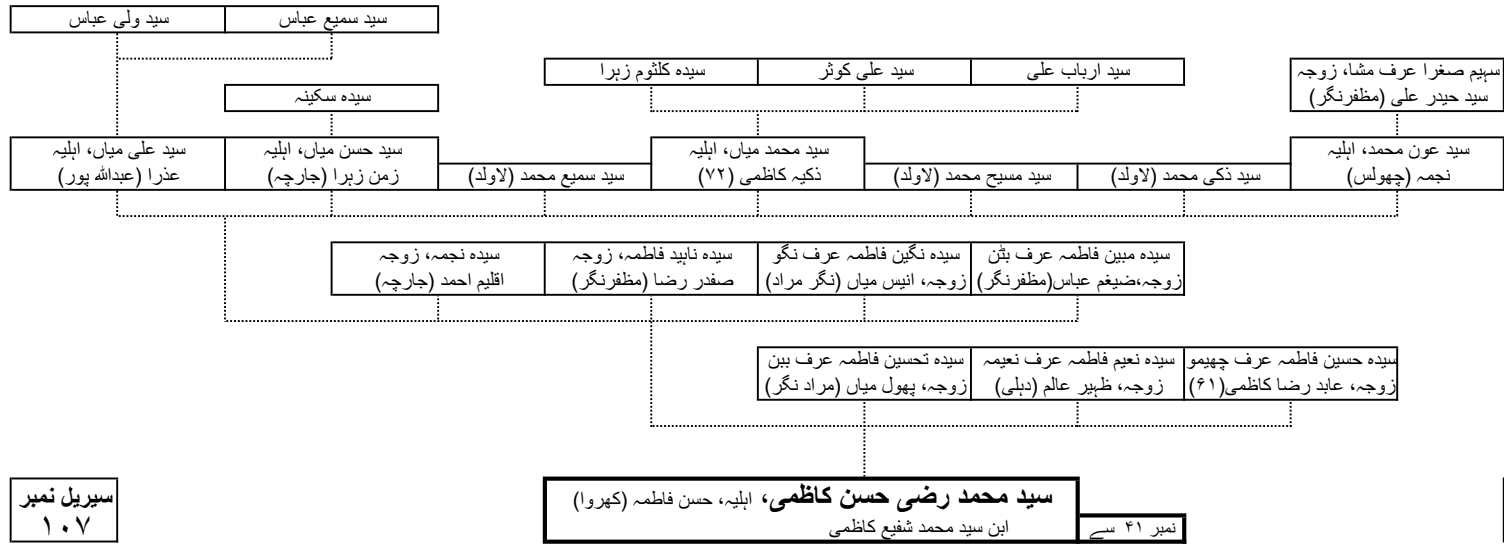 سید سمیع عباس
سید ولی عباس
سہیم صغرا عرف مشا، زوجہ
سید حیدر علی (مظفرنگر)
سید ارباب علی
سید علی کوثر
سیدہ کلثوم زہرا
سیدہ سکینہ
سید عون محمد، اہلیہ
نجمہ (چھولس)
سید ذکی محمد (لاولد)
سید مسیح محمد (لاولد)
سید محمد میاں، اہلیہ
ذکیہ کاظمی (۷۲)
سید سمیع محمد (لاولد)
سید حسن میاں، اہلیہ
زمن زہرا (جارچہ)
سید علی میاں، اہلیہ
عذرا (عبداللہ پور)
سیدہ مبین فاطمہ عرف بٹن
زوجہ،ضیغم عباس(مظفرنگر)
سیدہ نگین فاطمہ عرف نگو
زوجہ، انیس میاں (نگر مراد)
سیدہ ناہید فاطمہ، زوجہ
صفدر رضا (مظفرنگر)
سیدہ نجمہ، زوجہ
اقلیم احمد (جارچہ)
سیدہ حسین فاطمہ عرف چھیمو
زوجہ، عابد رضا کاظمی(۶۱)
سیدہ نعیم فاطمہ عرف نعیمہ
زوجہ، ظہیر عالم (دہلی)
سیدہ تحسین فاطمہ عرف ببن
زوجہ، پھول میاں (مراد نگر)
نمبر ۴۱ سے
سید محمد رضی حسن کاظمی، اہلیہ، حسن فاطمہ (کھروا)
ابن سید محمد شفیع کاظمی
سیریل نمبر
۱۰۷